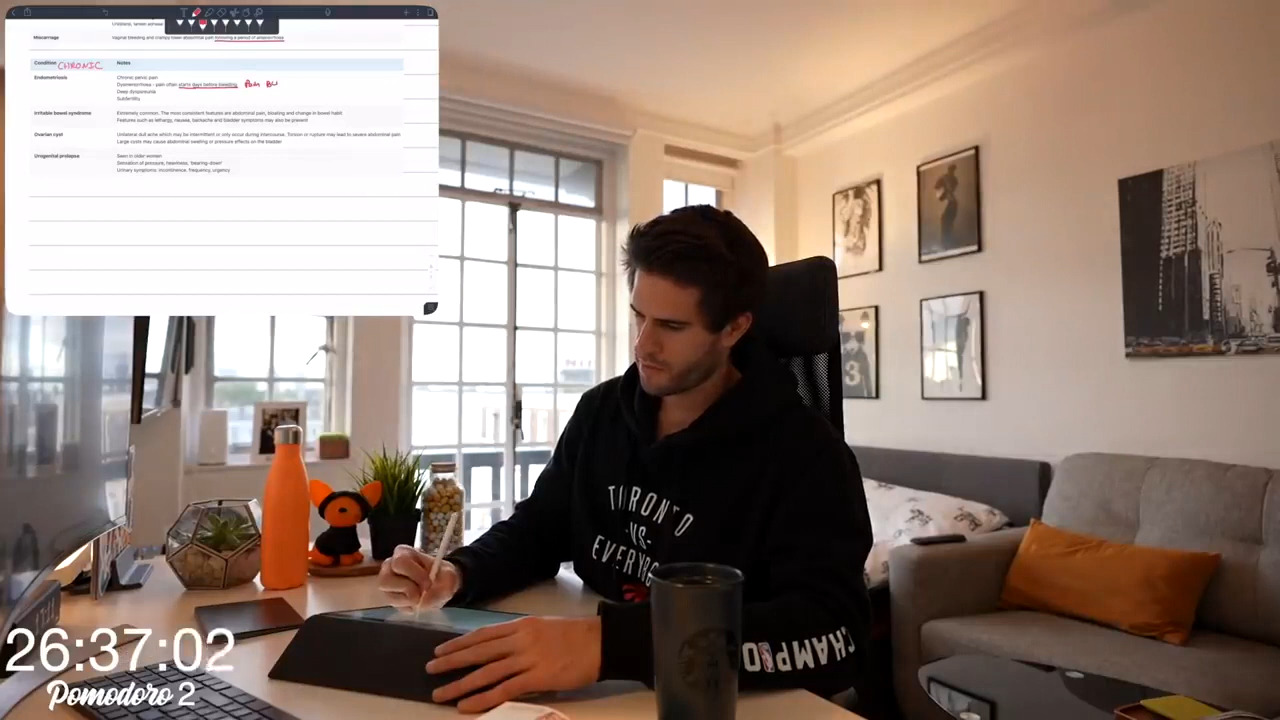 Miscarriage Vaginal bleeding and crampy lower abdominal pain following a period of amenorrhoea
Condition CHRONIC Notes
Endometriosis Chronic pelvic pain
Dysmenorrhoea - pain often starts days before bleeding Pain
Deep dyspareunia
Subfertility
Irritable bowel syndrome Extremely common. The most consistent features are abdominal pain, bloating and change in bowel habit
Features such as lethargy, nausea, backache and bladder symptoms may also be present
Ovarian cyst Unilateral dull ache which may be intermittent or only occur during intercourse. Torsion or rupture may lead to severe abdominal pain
Large cysts may cause abdominal swelling or pressure effects on the bladder
Urogenital prolapse Seen in older women
Sensation of pressure, heaviness, 'bearing-down'
Urinary symptoms: incontinence, frequency, urgency
TORONTO
-VS-
EVERYBO
CHAMPIO
3
26:37:02
Pomodoro 2